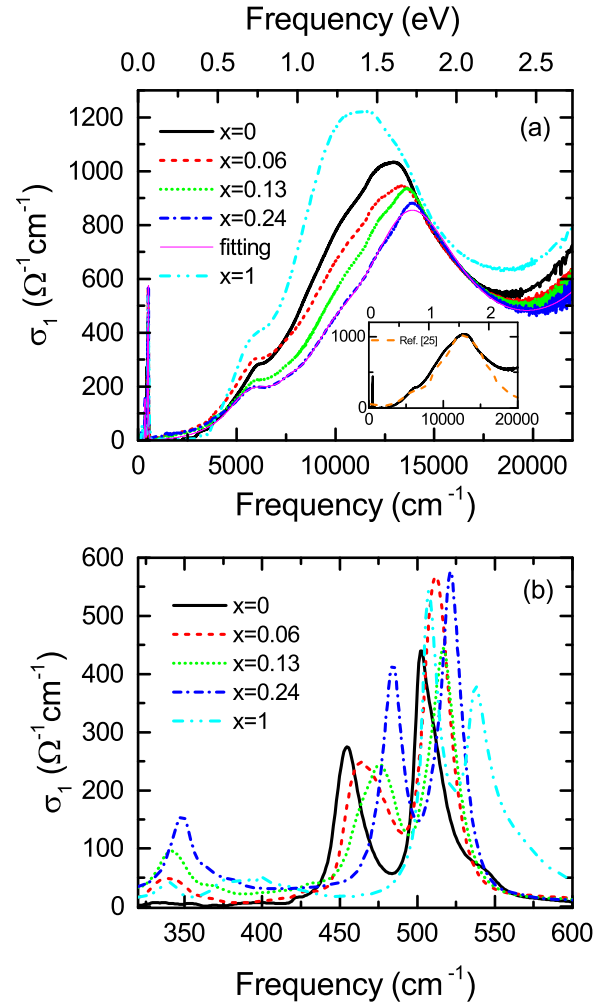 Frequency (eV)
0.0 0.5 1.0 1.5 2.0 2.5
(a)
1200
1000
800
600
400
200
0
σ1 (Ω-1cm-1)
x=0
x=0.06
x=0.13
x=0.24
fitting
x=1
0 1 2
1000
0
Ref. [25]
0 10000 20000
0 5000 10000 15000 20000
Frequency (cm-1)
(b)
600
500
400
300
200
100
0
σ1 (Ω-1cm-1)
x=0
x=0.06
x=0.13
x=0.24
x=1
350 400 450 500 550 600
Frequency (cm-1)